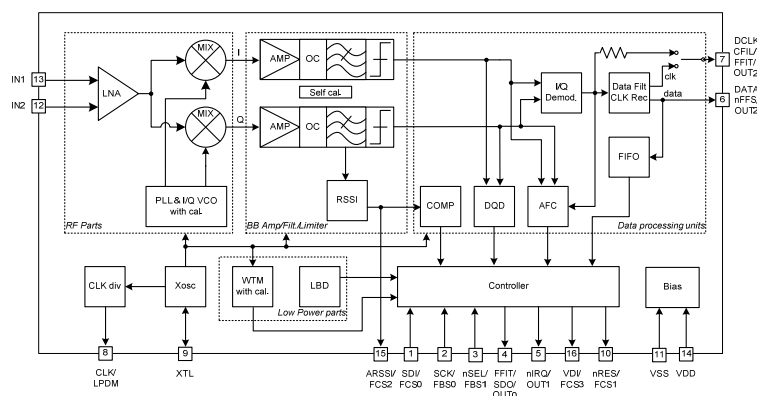 MIX
I
AMP
OC
DCLK
CFIL/
FFIT/
OUT2
7
IN1
13
LNA
Self cal.
I/Q
Demod.
Data Filt
CLK Rec
clk
data
IN2
12
MIX
Q
AMP
OC
6
DATA
nFFS/
OUT2
FIFO
PLL & I/Q VCO
with cal.
RSSI
COMP
DQD
AFC
RF Parts
BB Amp/Filt./Limiter
Data processing units
CLK div
Xosc
WTM
with cal.
LBD
Low Power parts
Controller
Bias
8
9
15
1
2
3
4
5
16
10
11
14
CLK/
LPDM
XTL
ARSSI/
FCS2
SDI/
FCS0
SCK/
FBS0
nSEL/
FBS1
FFIT/
SDO/
OUT0
nIRQ/
OUT1
VDI/
FCS3
nRES/
FCS1
VSS
VDD